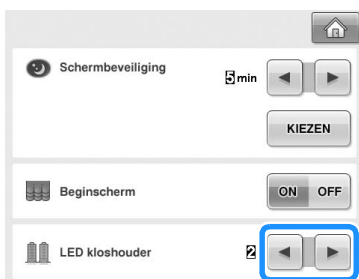 Schermbeveiliging
5 min
KIEZEN
Beginscherm
ON OFF
LED kloshouder
2